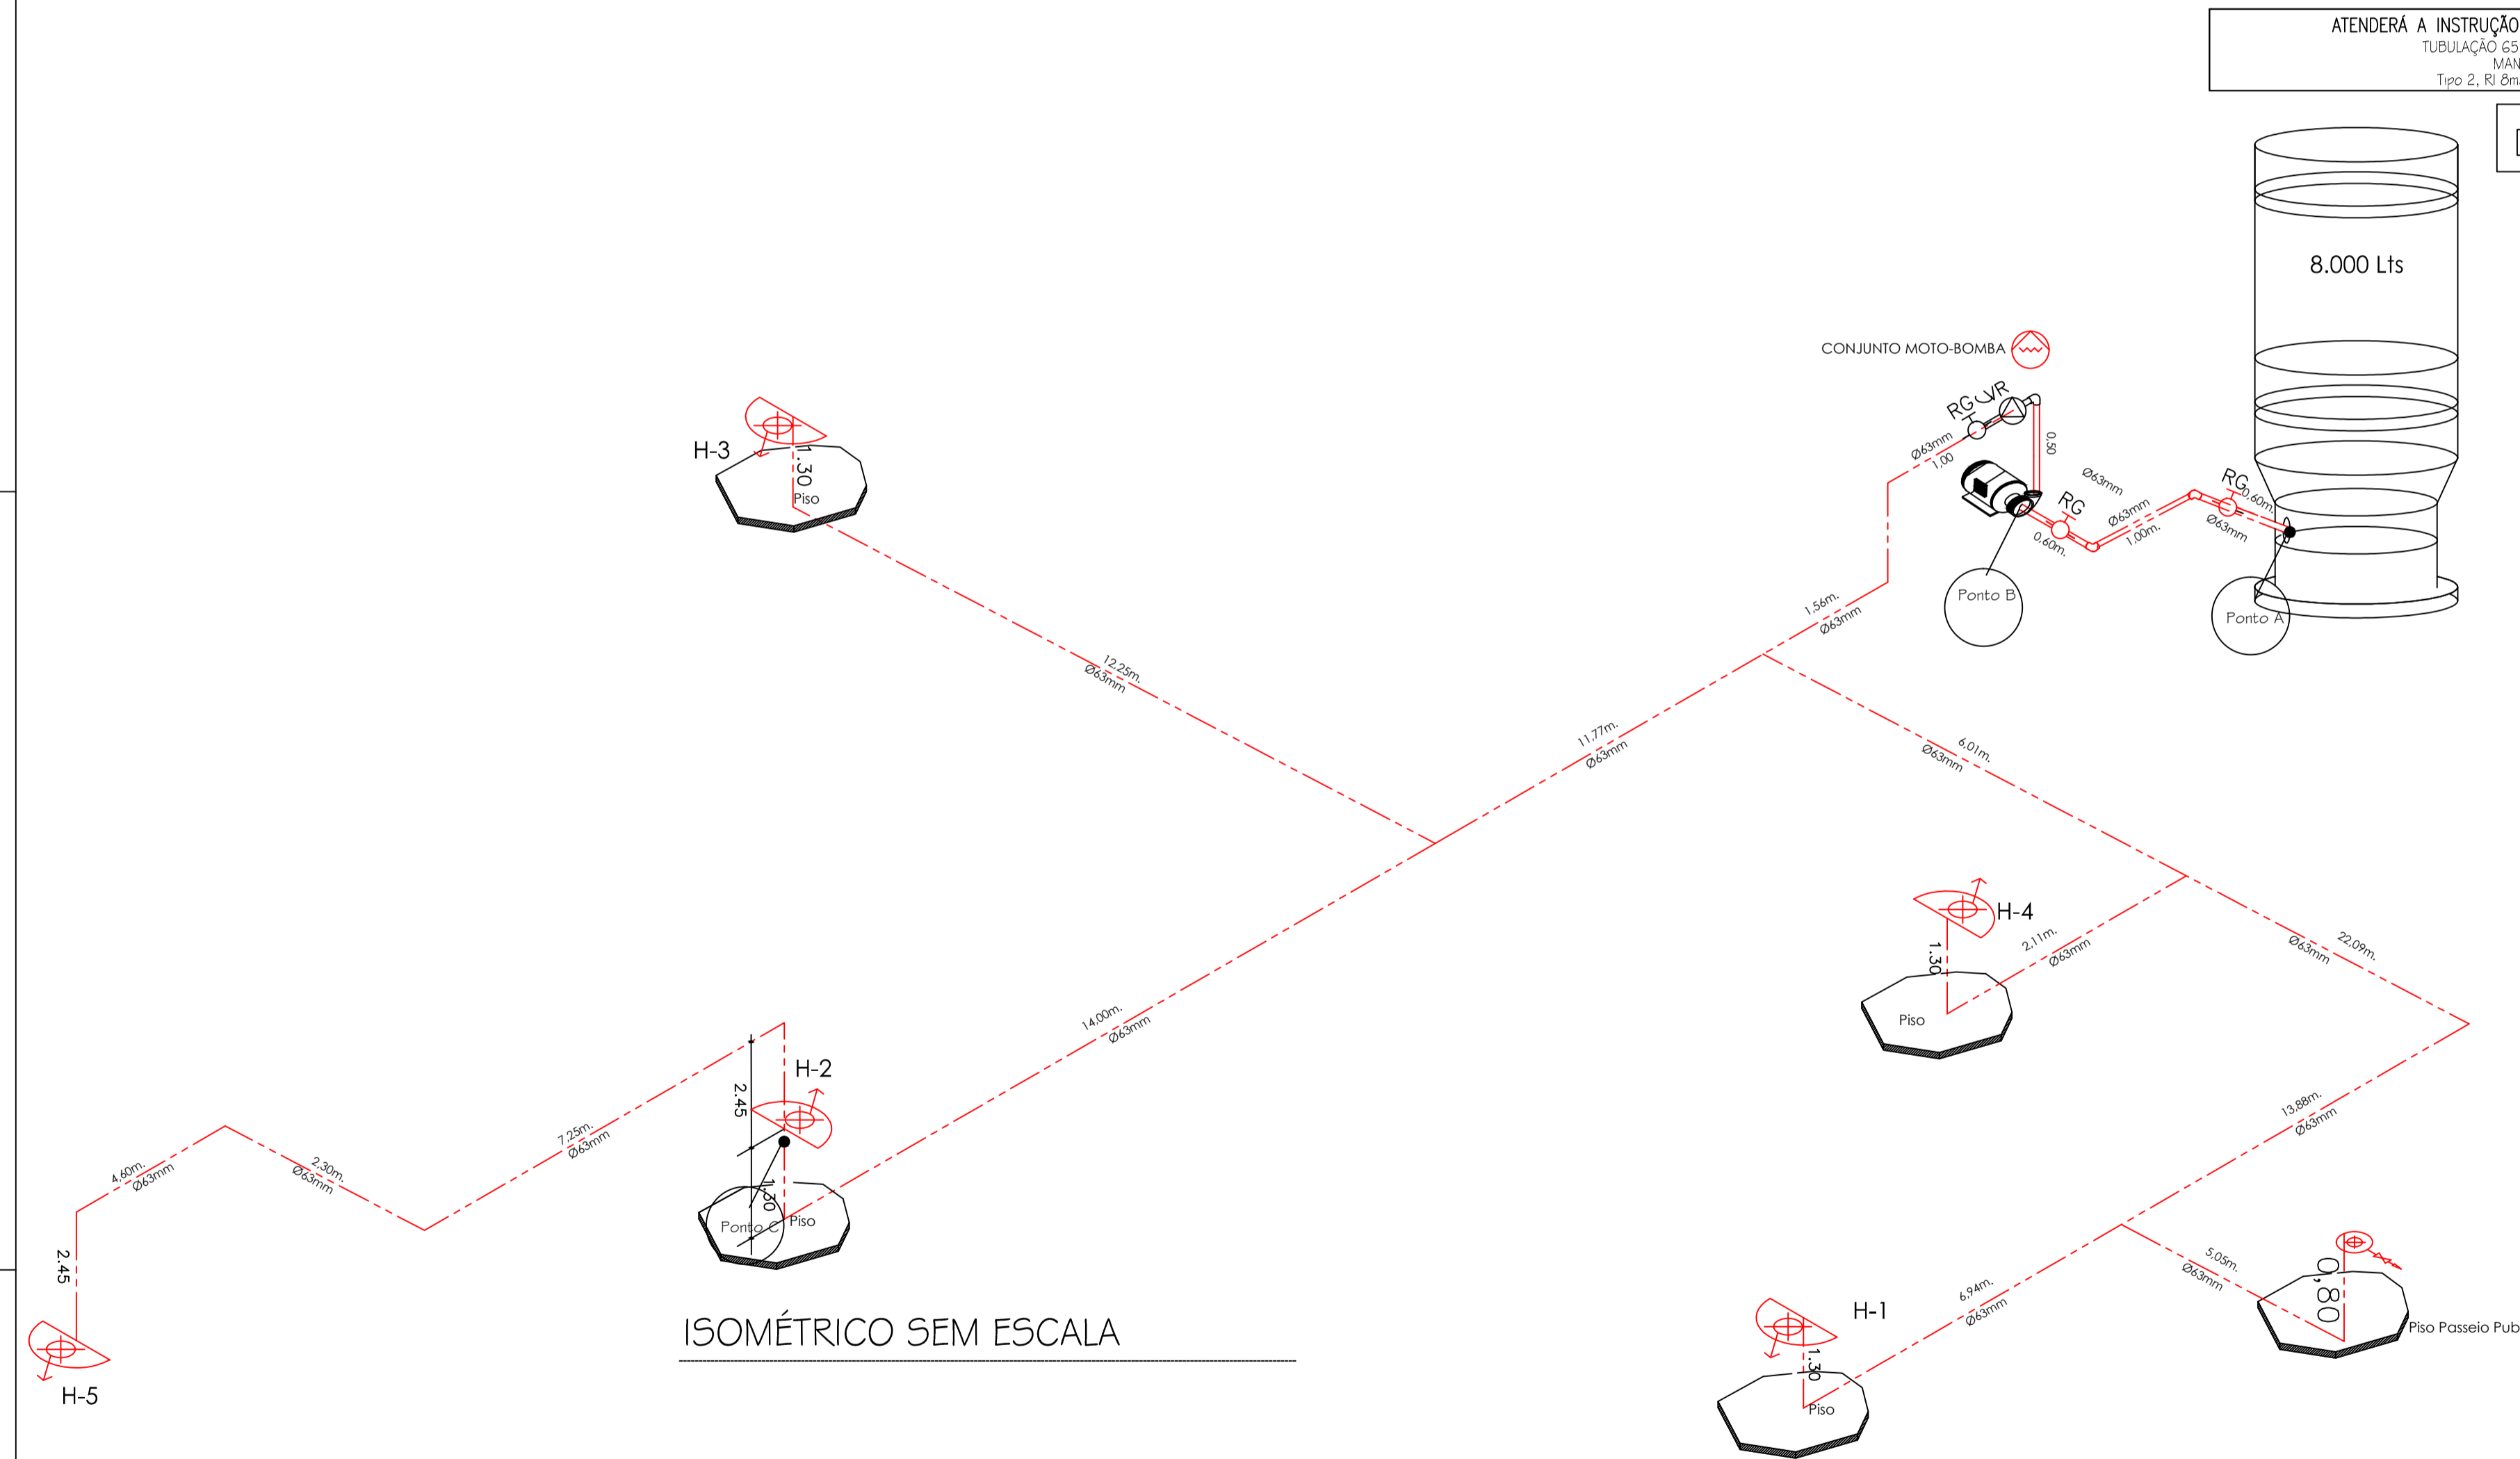 ATENDERÁ A INSTRUÇÃO
TUBULAÇÃO 65
MAN
Tipo 2, RI 8m
8.000 Lts
CONJUNTO MOTO-BOMBA
RG
VR
Ø63mm
1,00
0,50
Ø63mm
RG
0,60m.
Ø63mm
RG
0,60m.
Ø63mm
1,00m.
Ponto B
Ponto A
H-3
1.30
Piso
1,56m.
Ø63mm
12,25m.
Ø63mm
11,77m.
Ø63mm
6,01m.
Ø63mm
H-4
1.30
Piso
2,11m.
Ø63mm
22,09m.
Ø63mm
14,00m.
Ø63mm
H-2
2.45
1.30
Ponto C
Piso
7,25m.
Ø63mm
2,30m.
Ø63mm
4,60m.
Ø63mm
2.45
H-5
13,88m.
Ø63mm
5,05m.
Ø63mm
0,80
Piso Passeio Pub
6,94m.
Ø63mm
H-1
1.30
Piso
ISOMÉTRICO SEM ESCALA